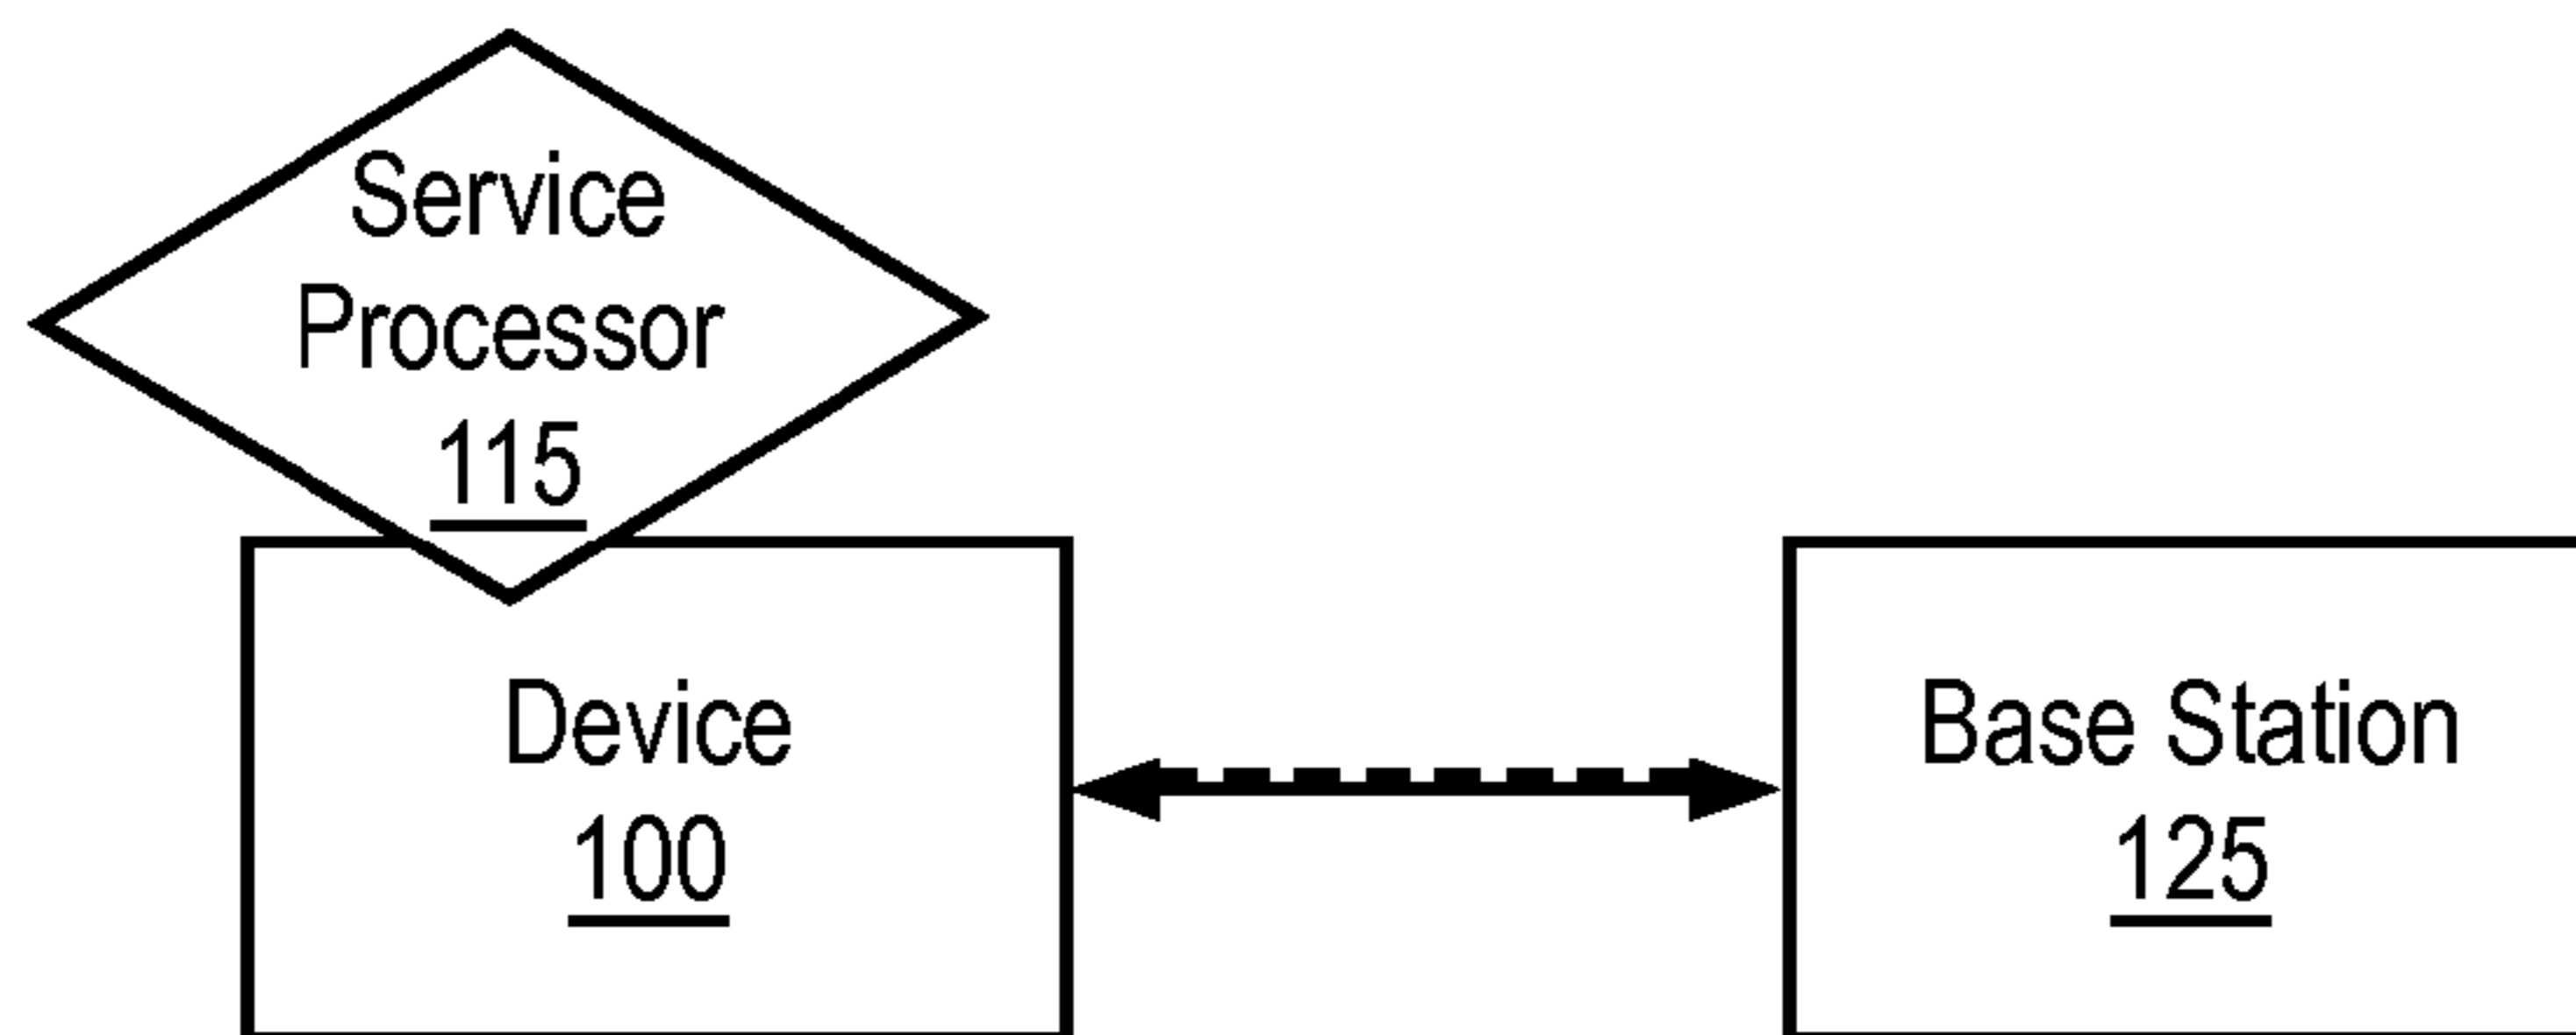 Service
Processor
115
Device
100
Base Station
125